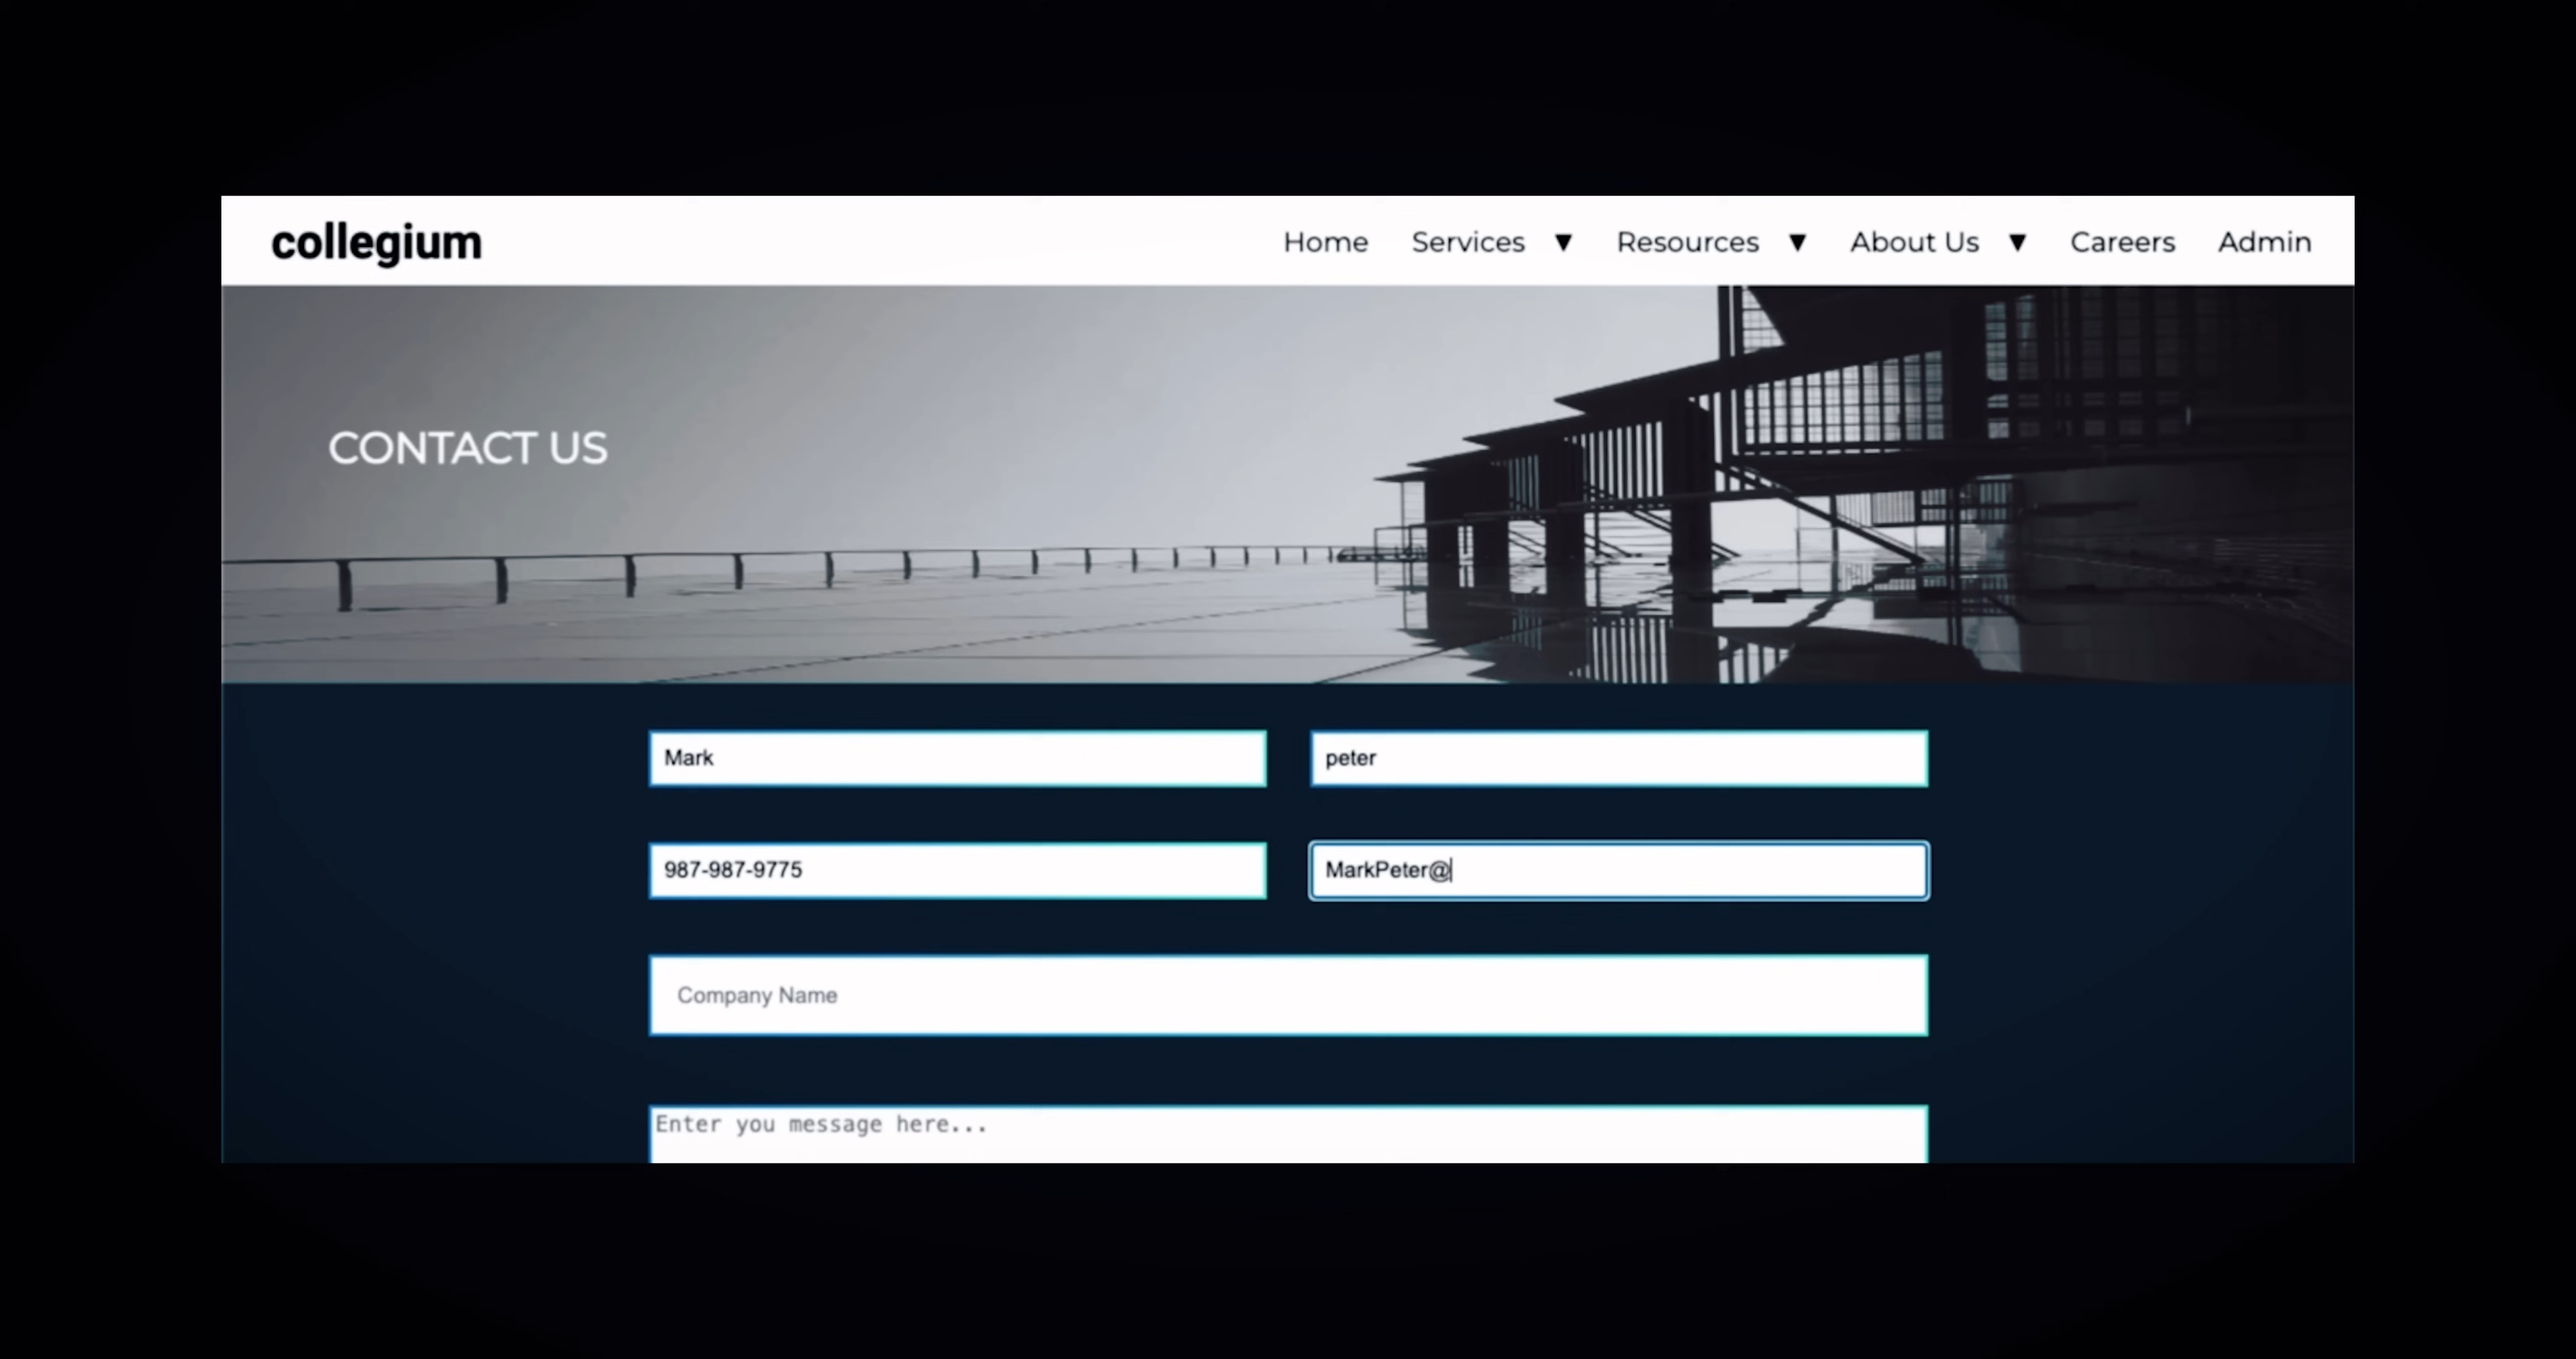 collegium
Home Services ▼ Resources ▼ About Us ▼ Careers Admin
CONTACT US
Mark
peter
987-987-9775
MarkPeter@
Company Name
Enter you message here...